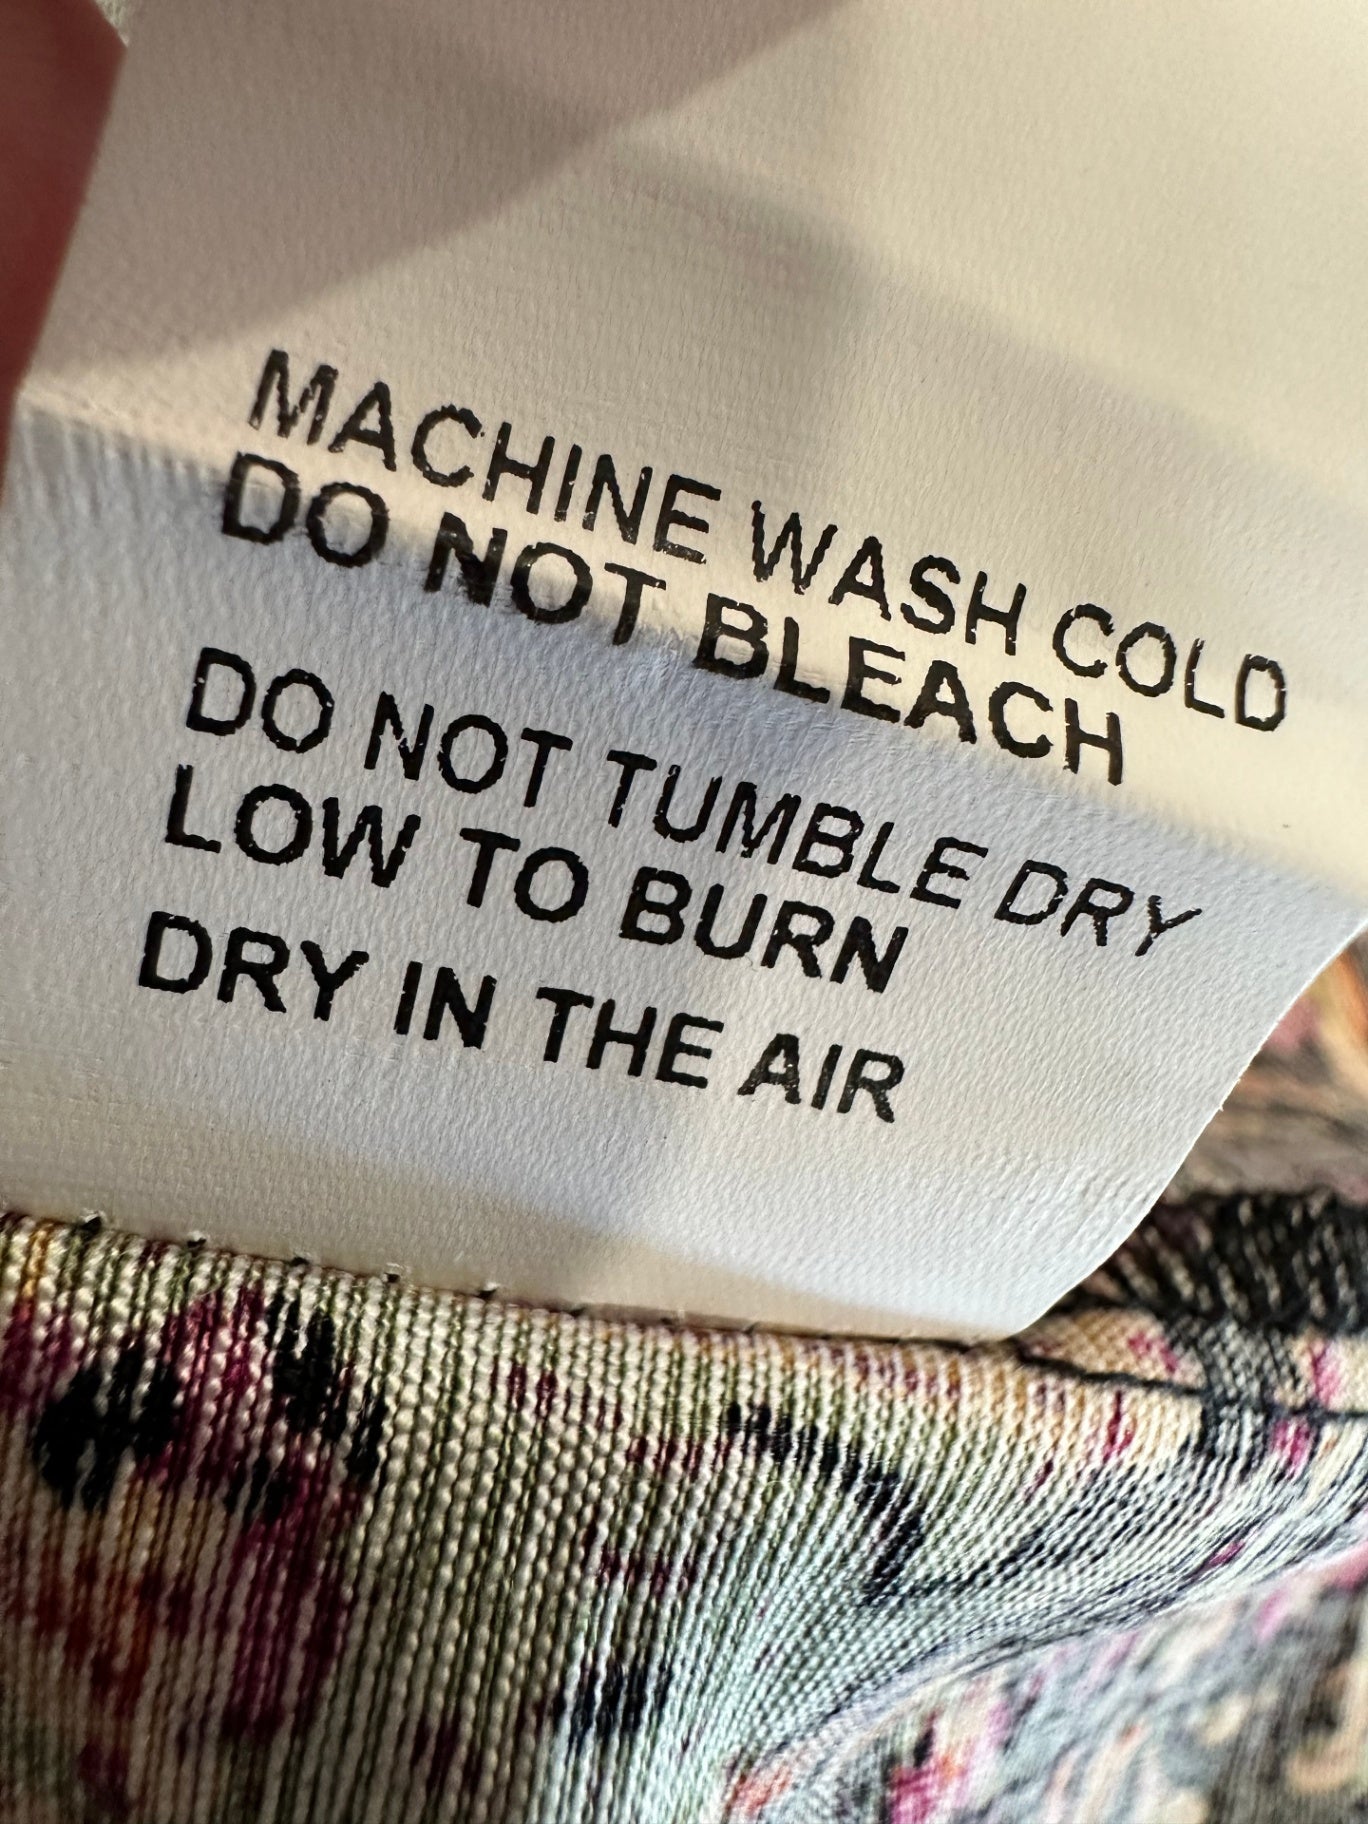 MACHINE WASH COLD
DO NOT BLEACH
DO NOT TUMBLE DRY
LOW TO BURN
DRY IN THE AIR